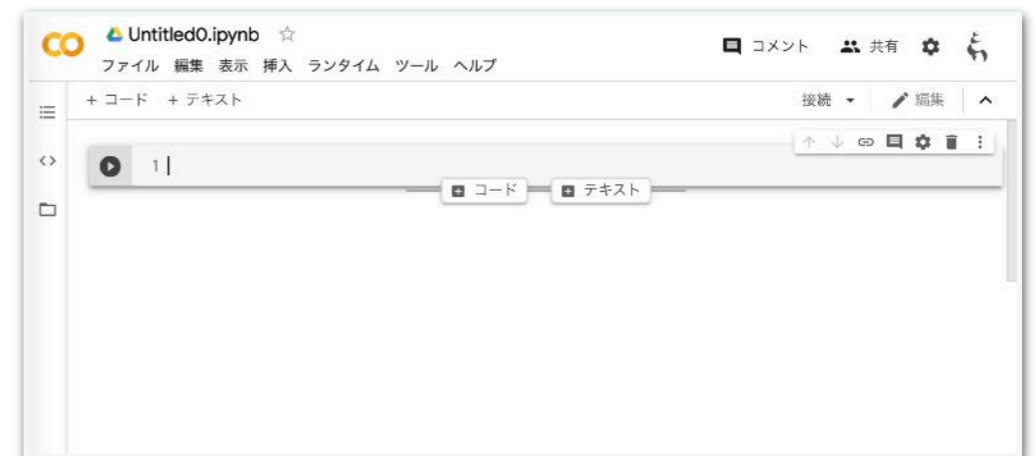 CO
Untitled0.ipynb
コメント 共有
ファイル 編集 表示 挿入 ランタイム ツール ヘルプ
+ コード + テキスト
接続 編集
1
コード テキスト